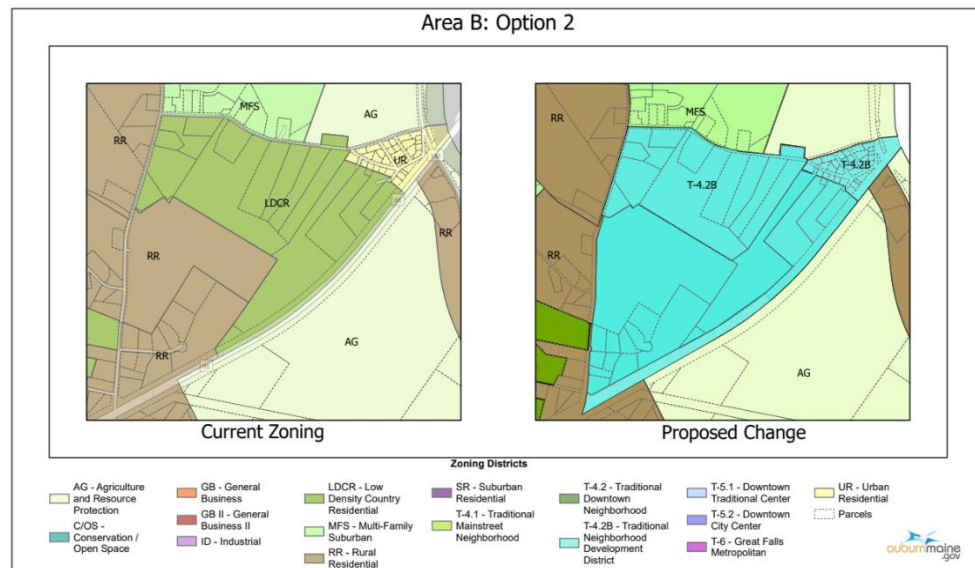 Area B: Option 2
MFS
AG
RR
UR
LDCR
RR
RR
RR
AG
Current Zoning
MFS
RR
T-4.2B
T-4.2B
RR
AG
Proposed Change
Zoning Districts
AG - Agriculture
and Resource
Protection
C/OS -
Conservation /
Open Space
GB - General
Business
GB II - General
Business II
ID - Industrial
LDCR - Low
Density Country
Residential
MFS - Multi-Family
Suburban
RR - Rural
Residential
SR - Suburban
Residential
T-4.1 - Traditional
Mainstreet
Neighborhood
T-4.2 - Traditional
Downtown
Neighborhood
T-4.2B - Traditional
Neighborhood
Development
District
T-5.1 - Downtown
Traditional Center
T-5.2 - Downtown
City Center
T-6 - Great Falls
Metropolitan
UR - Urban
Residential
Parcels
auburnmaine
.gov